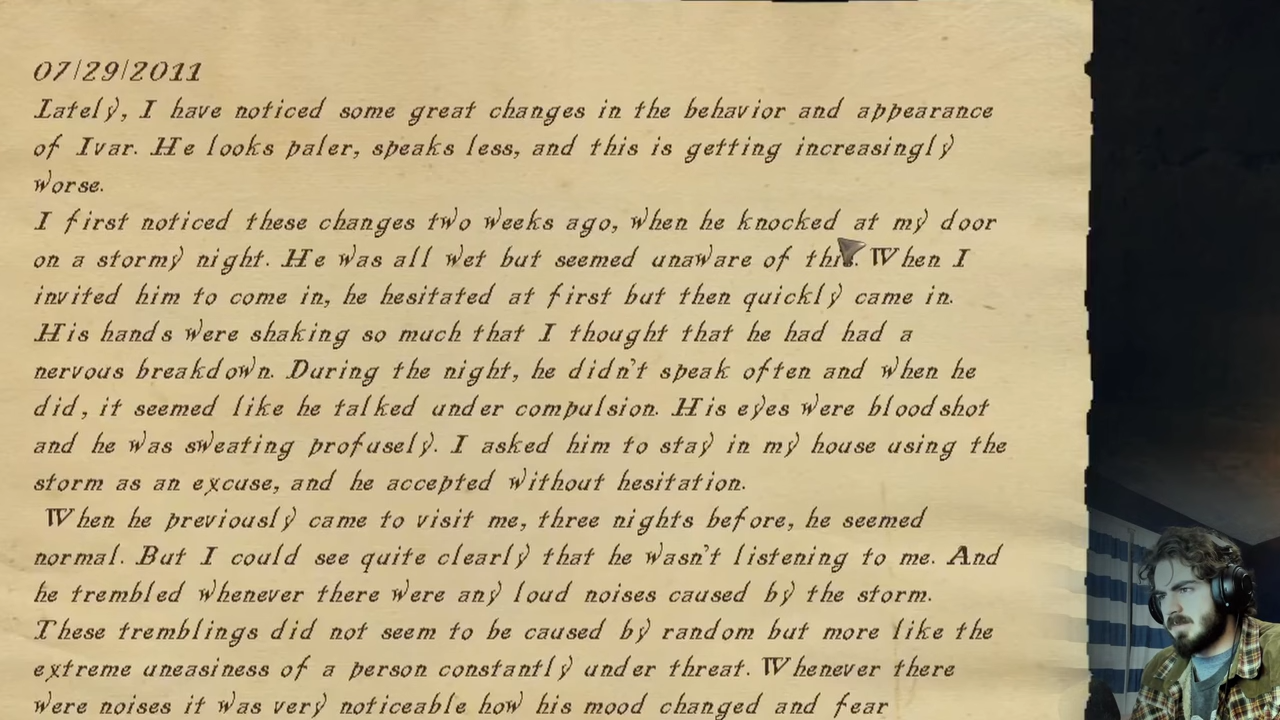 07/29/2011
Lately, I have noticed some great changes in the behavior and appearance
of Ivar. He looks paler, speaks less, and this is getting increasingly
worse.
I first noticed these changes two weeks ago, when he knocked at my door
on a stormy night. He was all wet but seemed unaware of this. When I
invited him to come in, he hesitated at first but then quickly came in.
His hands were shaking so much that I thought that he had had a
nervous breakdown. During the night, he didn't speak often and when he
did, it seemed like he talked under compulsion. His eyes were bloodshot
and he was sweating profusely. I asked him to stay in my house using the
storm as an excuse, and he accepted without hesitation.
When he previously came to visit me, three nights before, he seemed
normal. But I could see quite clearly that he wasn't listening to me. And
he trembled whenever there were any loud noises caused by the storm.
These tremblings did not seem to be caused by random but more like the
extreme uneasiness of a person constantly under threat. Whenever there
were noises it was very noticeable how his mood changed and fear